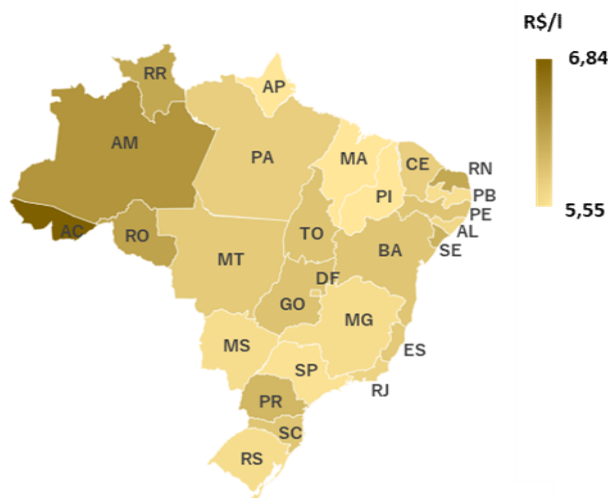 R$/l
6,84
5,55
RR
AP
AM
PA
MA
CE
RN
PI
PB
PE
AC
RO
TO
AL
SE
MT
BA
DF
GO
MG
MS
ES
SP
RJ
PR
SC
RS